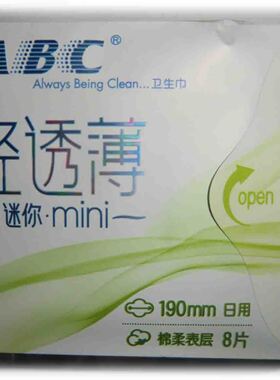 ABC®
Always Being Clean...卫生巾
轻透薄
迷你·mini
open
190mm 日用
棉柔表层 8片